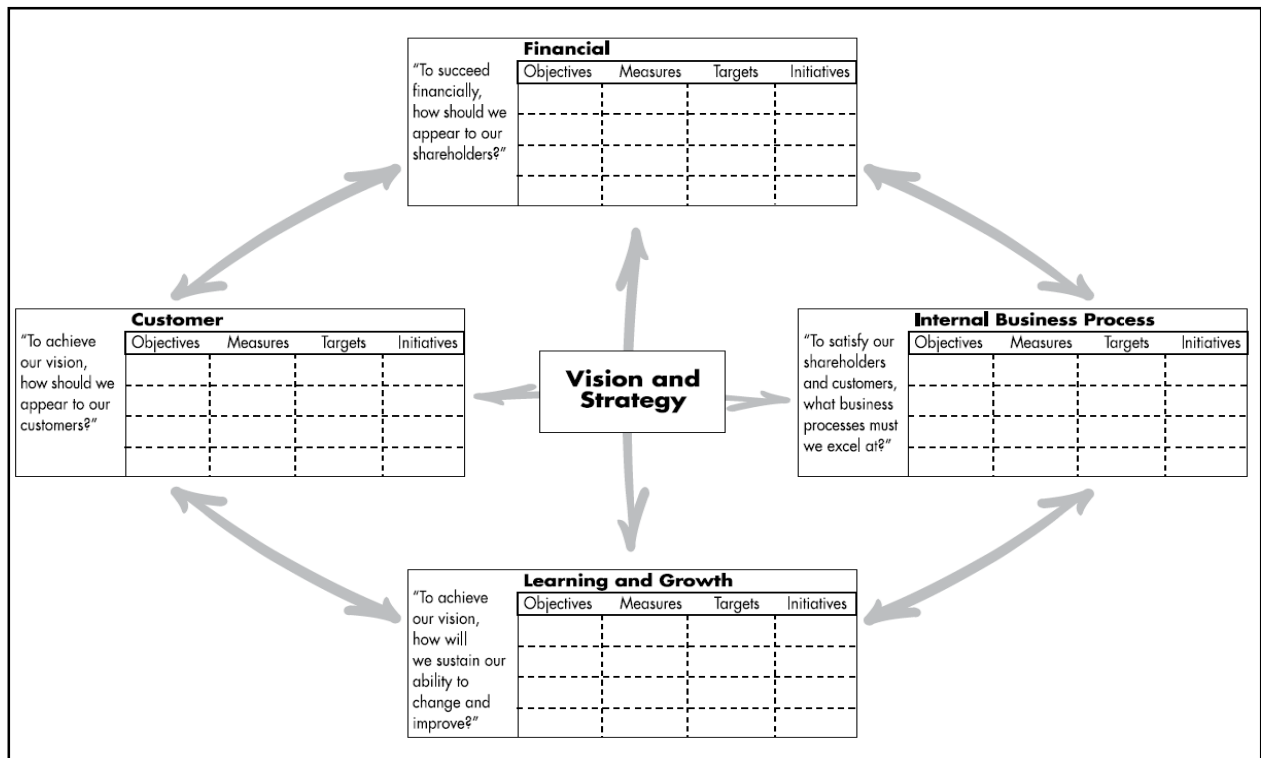 Financial
"To succeed
financially,
how should we
appear to our
shareholders?"
Objectives Measures Targets Initiatives
Customer
"To achieve
our vision,
how should we
appear to our
customers?"
Objectives Measures Targets Initiatives
Vision and
Strategy
Internal Business Process
"To satisfy our
shareholders
and customers,
what business
processes must
we excel at?"
Objectives Measures Targets Initiatives
Learning and Growth
"To achieve
our vision,
how will
we sustain our
ability to
change and
improve?"
Objectives Measures Targets Initiatives